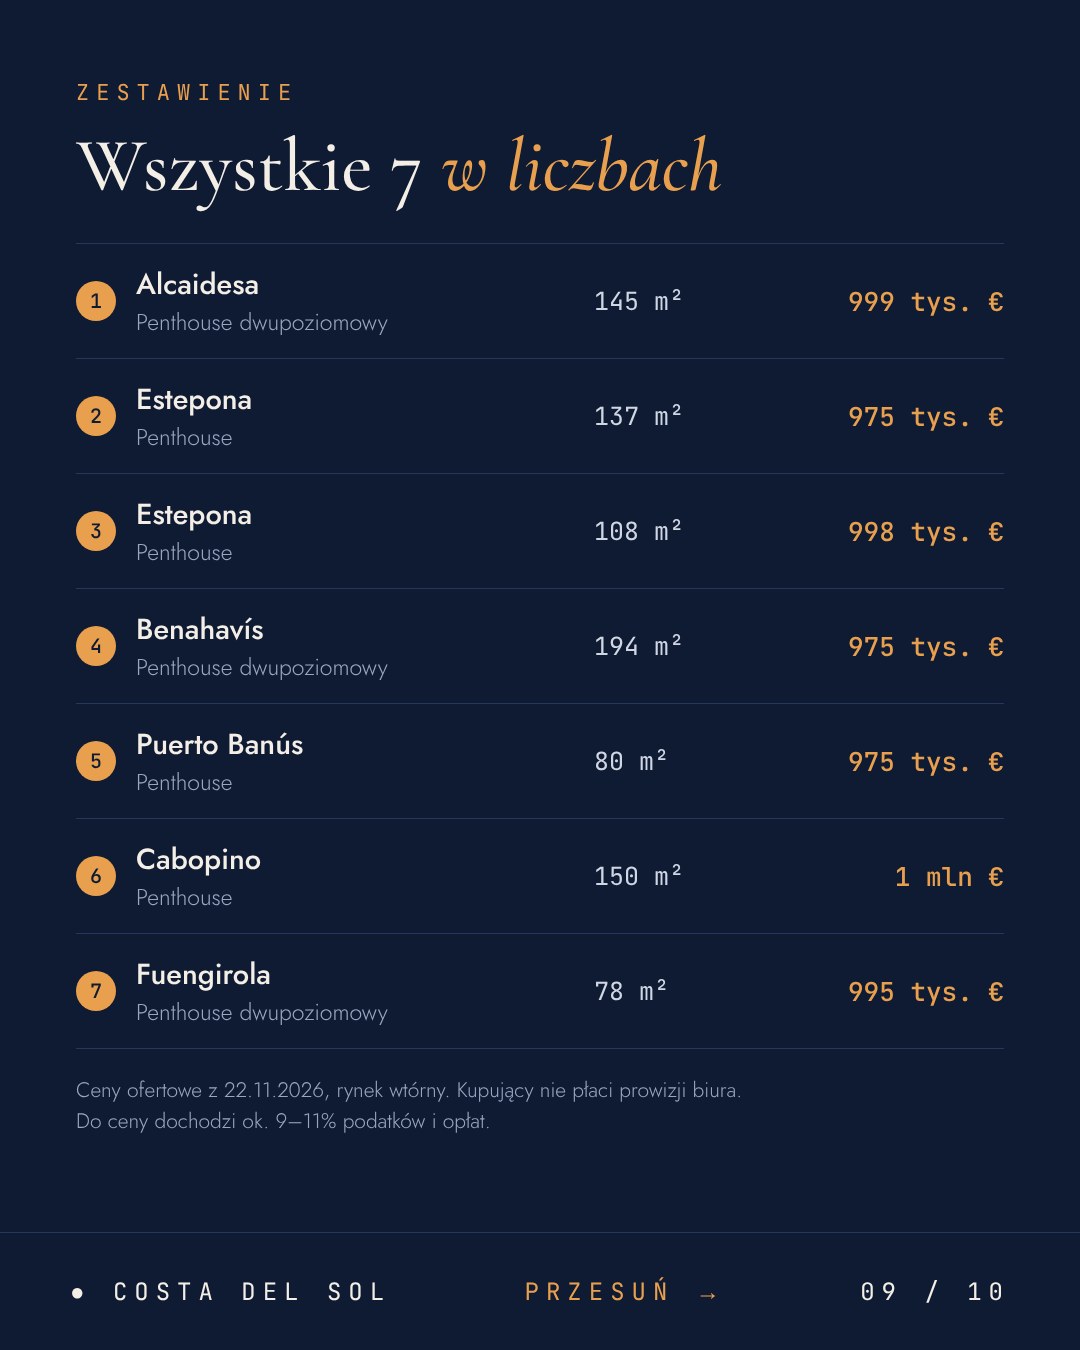 ZESTAWIENIE
Wszystkie 7 w liczbach
1 Alcaidesa 145 m² 999 tys. €
Penthouse dwupoziomowy
2 Estepona 137 m² 975 tys. €
Penthouse
3 Estepona 108 m² 998 tys. €
Penthouse
4 Benahavís 194 m² 975 tys. €
Penthouse dwupoziomowy
5 Puerto Banús 80 m² 975 tys. €
Penthouse
6 Cabopino 150 m² 1 mln €
Penthouse
7 Fuengirola 78 m² 995 tys. €
Penthouse dwupoziomowy
Ceny ofertowe z 22.11.2026, rynek wtórny. Kupujący nie płaci prowizji biura.
Do ceny dochodzi ok. 9–11% podatków i opłat.
• COSTA DEL SOL PRZESUŃ → 09 / 10